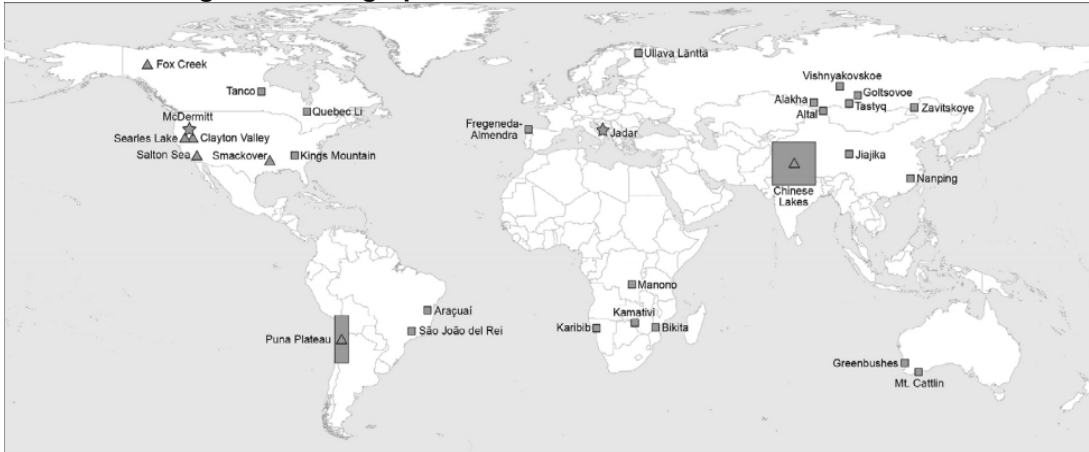 Fox Creek
Tanco
Quebec Li
McDermitt
Searles Lake
Clayton Valley
Salton Sea
Smackover
Kings Mountain
Puna Plateau
Araçuaí
São João del Rei
Ullava Länttä
Fregeneda-
Almendra
Jadar
Vishnyakovskoe
Goltsovoe
Alakha
Tastyq
Altai
Zavitskoye
Jiajika
Chinese
Lakes
Nanping
Manono
Kamativi
Karibib
Bikita
Greenbushes
Mt. Cattlin